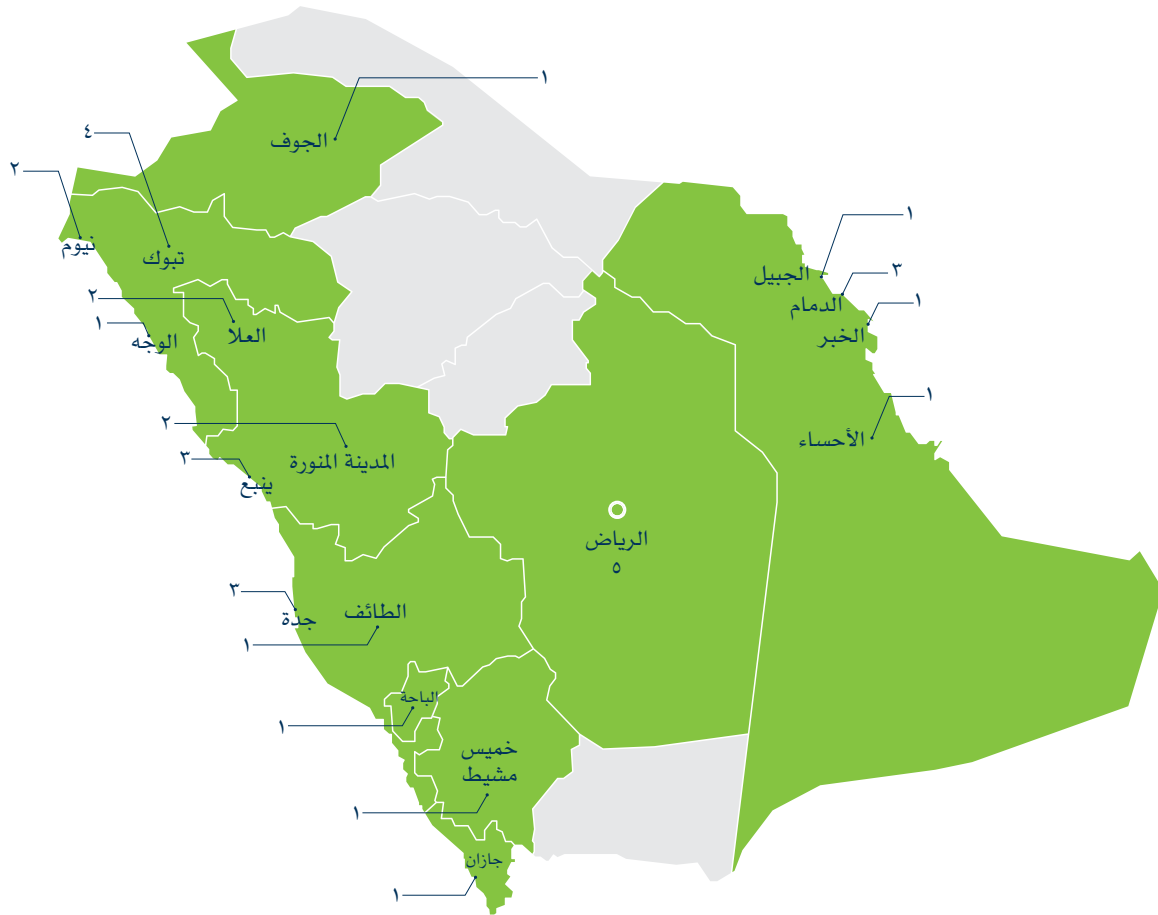 ١
الجوف
٤
٢
نيوم
تبوك
١
الجبيل
٣
الدمام
١
الخبر
٢
العلا
١
الوجه
١
الأحساء
٢
المدينة المنورة
٣
ينبع
الرياض
٥
٣
جدة
الطائف
١
الباحة
١
خميس
مشيط
١
جازان
١